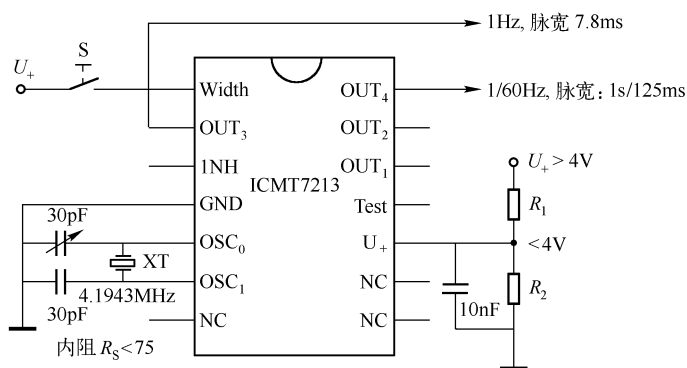 1Hz, 脉宽 7.8ms
S
U+
Width
OUT4
1/60Hz, 脉宽：1s/125ms
OUT3
OUT2
1NH
OUT1
U+ > 4V
ICMT7213
GND
Test
R1
30pF
OSC0
U+
<4V
XT
OSC1
NC
R2
4.1943MHz
10nF
30pF
NC
NC
内阻 RS<75